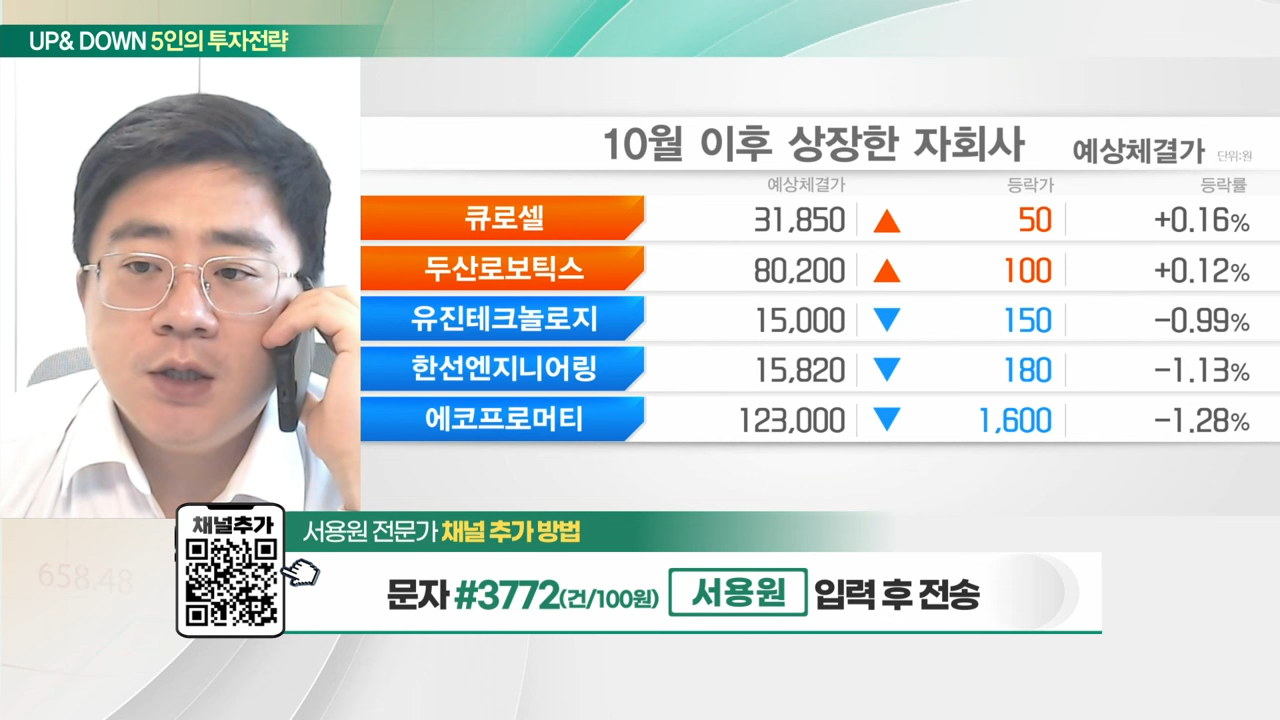 UP& DOWN 5인의 투자전략
10월 이후 상장한 자회사 예상체결가 단위:원
예상체결가 등락가 등락률
큐로셀 31,850 ▲ 50 +0.16%
두산로보틱스 80,200 ▲ 100 +0.12%
유진테크놀로지 15,000 ▼ 150 -0.99%
한선엔지니어링 15,820 ▼ 180 -1.13%
에코프로머티 123,000 ▼ 1,600 -1.28%
658.48
채널추가
서용원 전문가 채널 추가 방법
문자 #3772(건/100원) 서용원 입력 후 전송